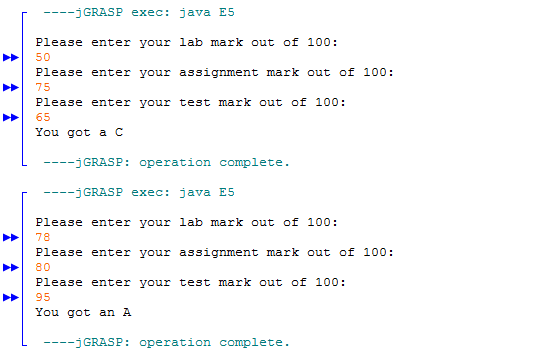 ----jGRASP exec: java E5
Please enter your lab mark out of 100:
50
Please enter your assignment mark out of 100:
75
Please enter your test mark out of 100:
65
You got a C
----jGRASP: operation complete.
----jGRASP exec: java E5
Please enter your lab mark out of 100:
78
Please enter your assignment mark out of 100:
80
Please enter your test mark out of 100:
95
You got an A
----jGRASP: operation complete.